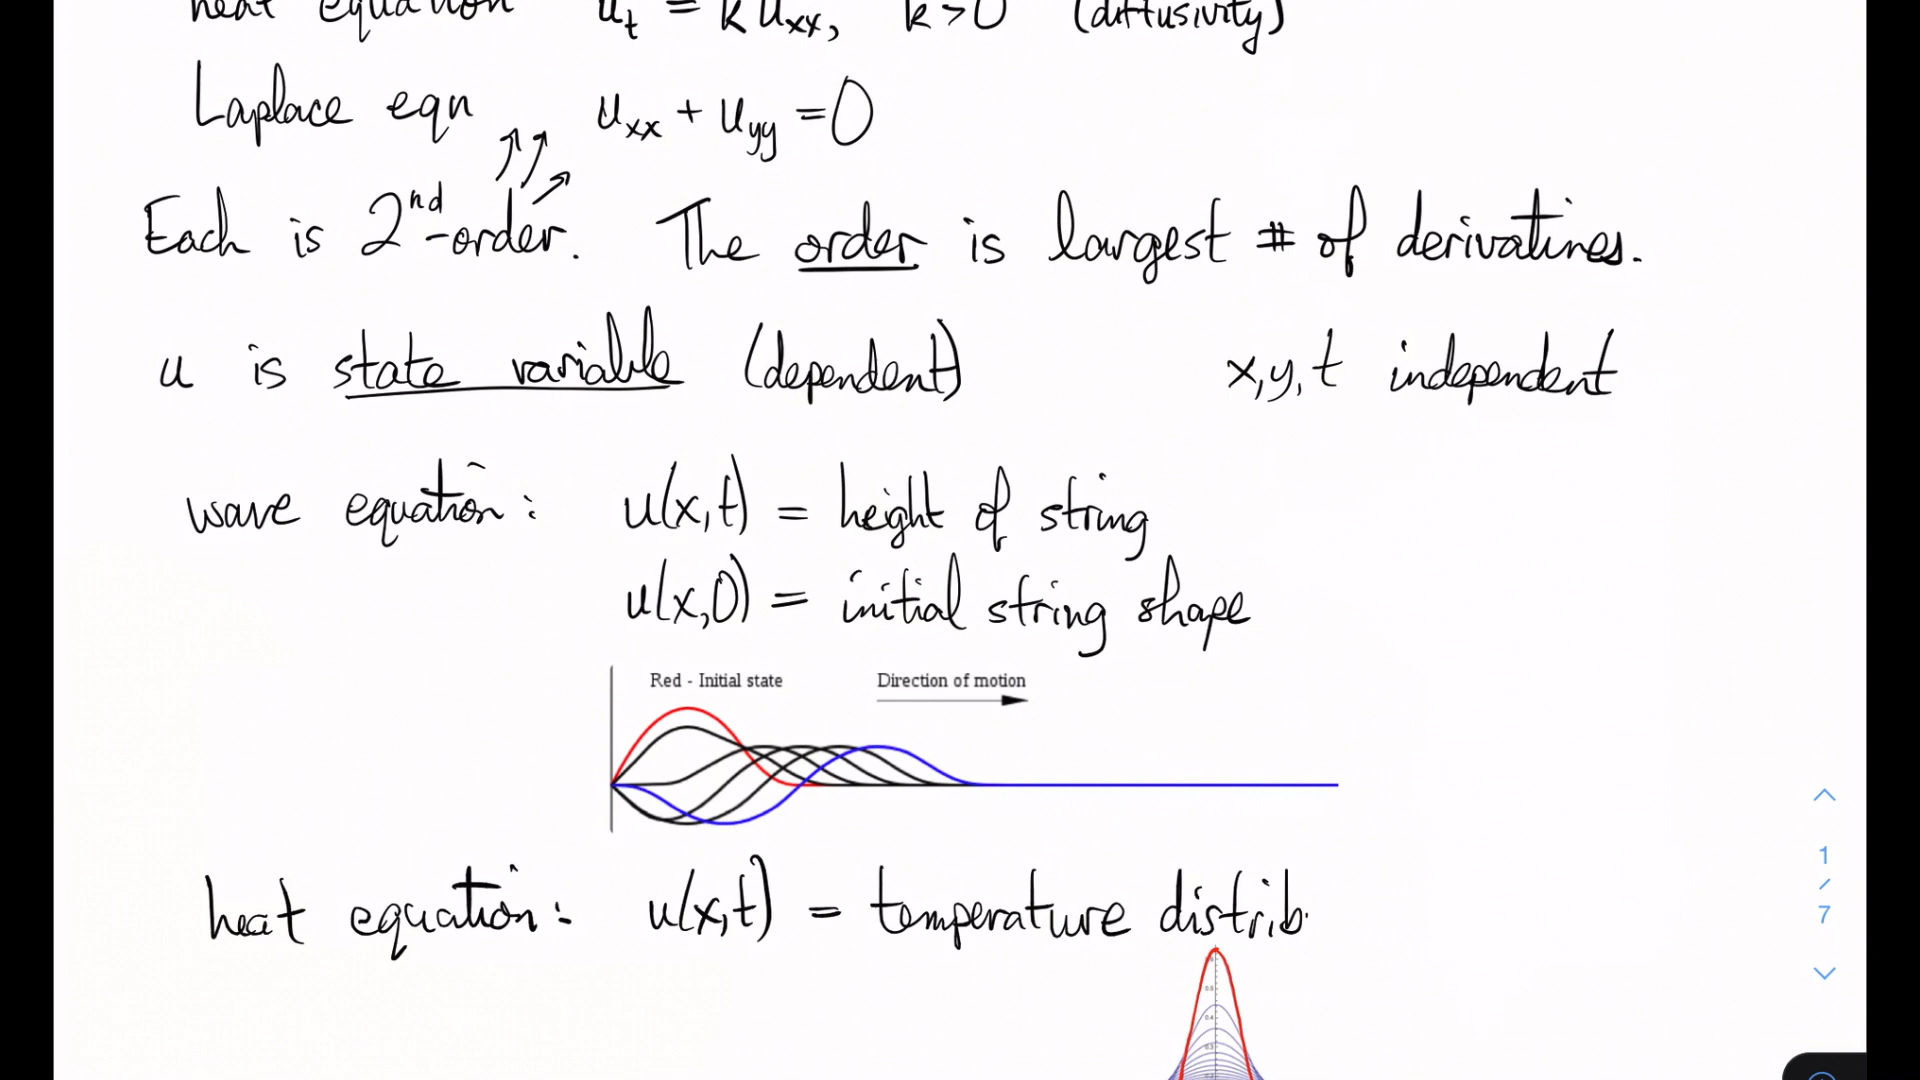 heat equation u_t = k u_xx, k > 0 (diffusivity)
Laplace eqn u_xx + u_yy = 0
Each is 2nd-order. The order is largest # of derivatives.
u is state variable (dependent) x, y, t independent
wave equation: u(x,t) = height of string
u(x,0) = initial string shape
Red - Initial state Direction of motion
heat equation: u(x,t) = temperature distrib.
1
/
7